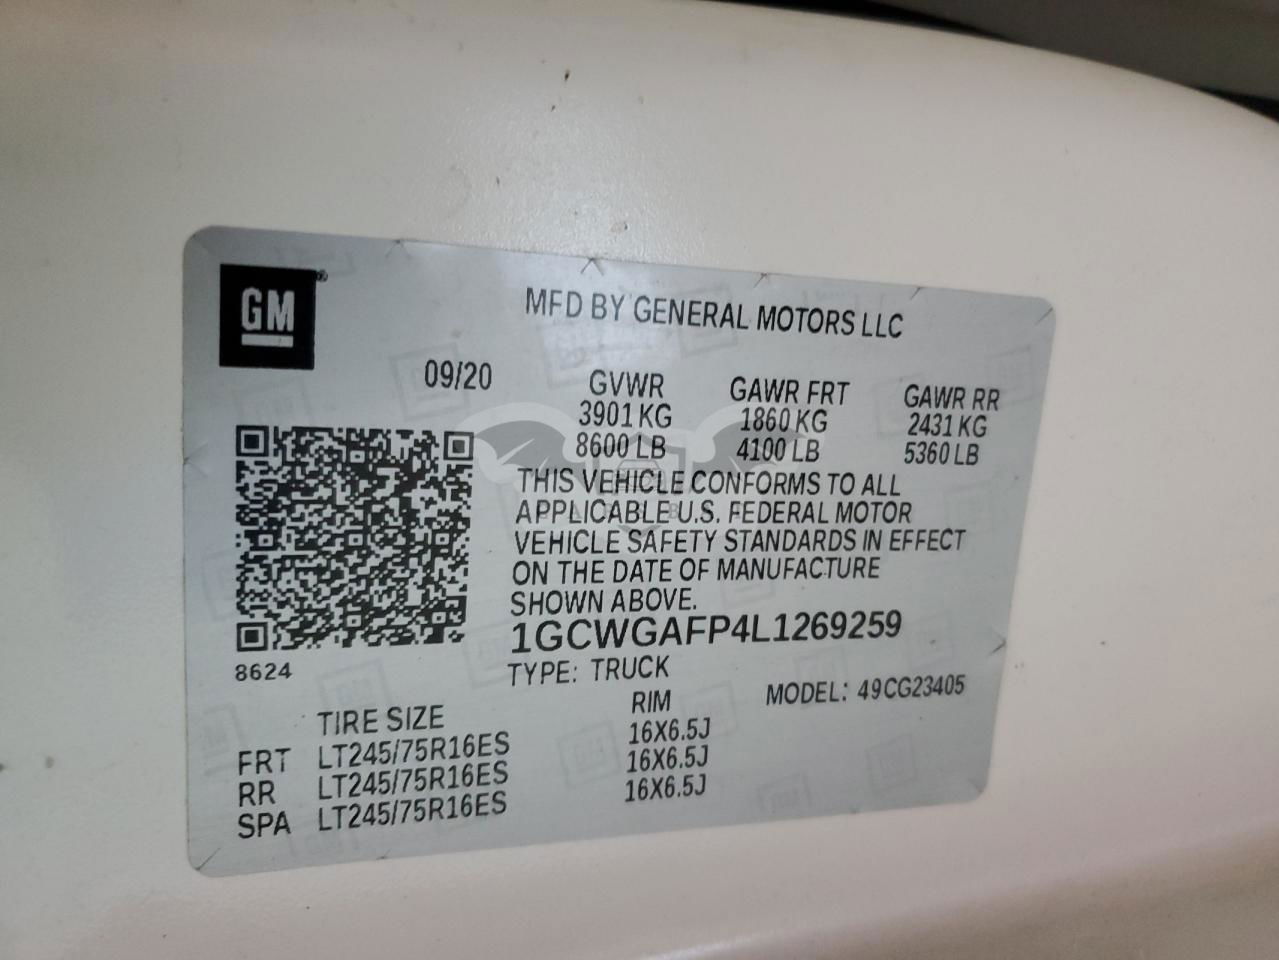 GM
MFD BY GENERAL MOTORS LLC
09/20
GVWR GAWR FRT GAWR RR
3901 KG 1860 KG 2431 KG
8600 LB 4100 LB 5360 LB
THIS VEHICLE CONFORMS TO ALL
APPLICABLE U.S. FEDERAL MOTOR
VEHICLE SAFETY STANDARDS IN EFFECT
ON THE DATE OF MANUFACTURE
SHOWN ABOVE.
1GCWGAFP4L1269259
8624
TYPE: TRUCK
MODEL: 49CG23405
TIRE SIZE RIM
FRT LT245/75R16ES 16X6.5J
RR LT245/75R16ES 16X6.5J
SPA LT245/75R16ES 16X6.5J